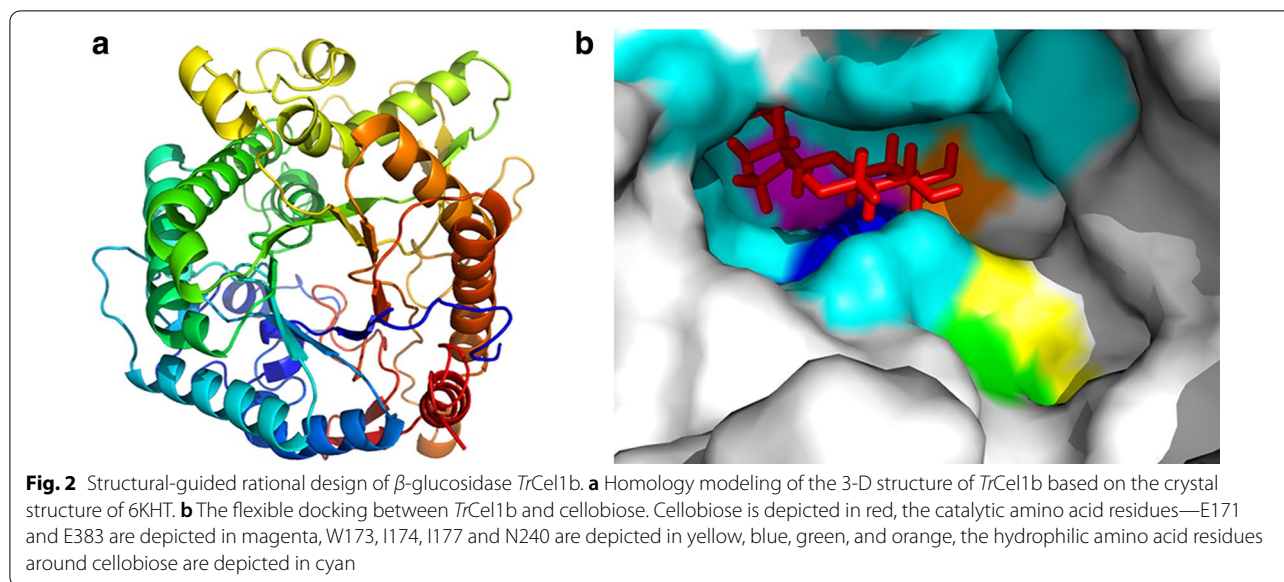 a
b
Fig. 2 Structural-guided rational design of β-glucosidase TrCel1b. a Homology modeling of the 3-D structure of TrCel1b based on the crystal
structure of 6KHT. b The flexible docking between TrCel1b and cellobiose. Cellobiose is depicted in red, the catalytic amino acid residues—E171
and E383 are depicted in magenta, W173, I174, I177 and N240 are depicted in yellow, blue, green, and orange, the hydrophilic amino acid residues
around cellobiose are depicted in cyan